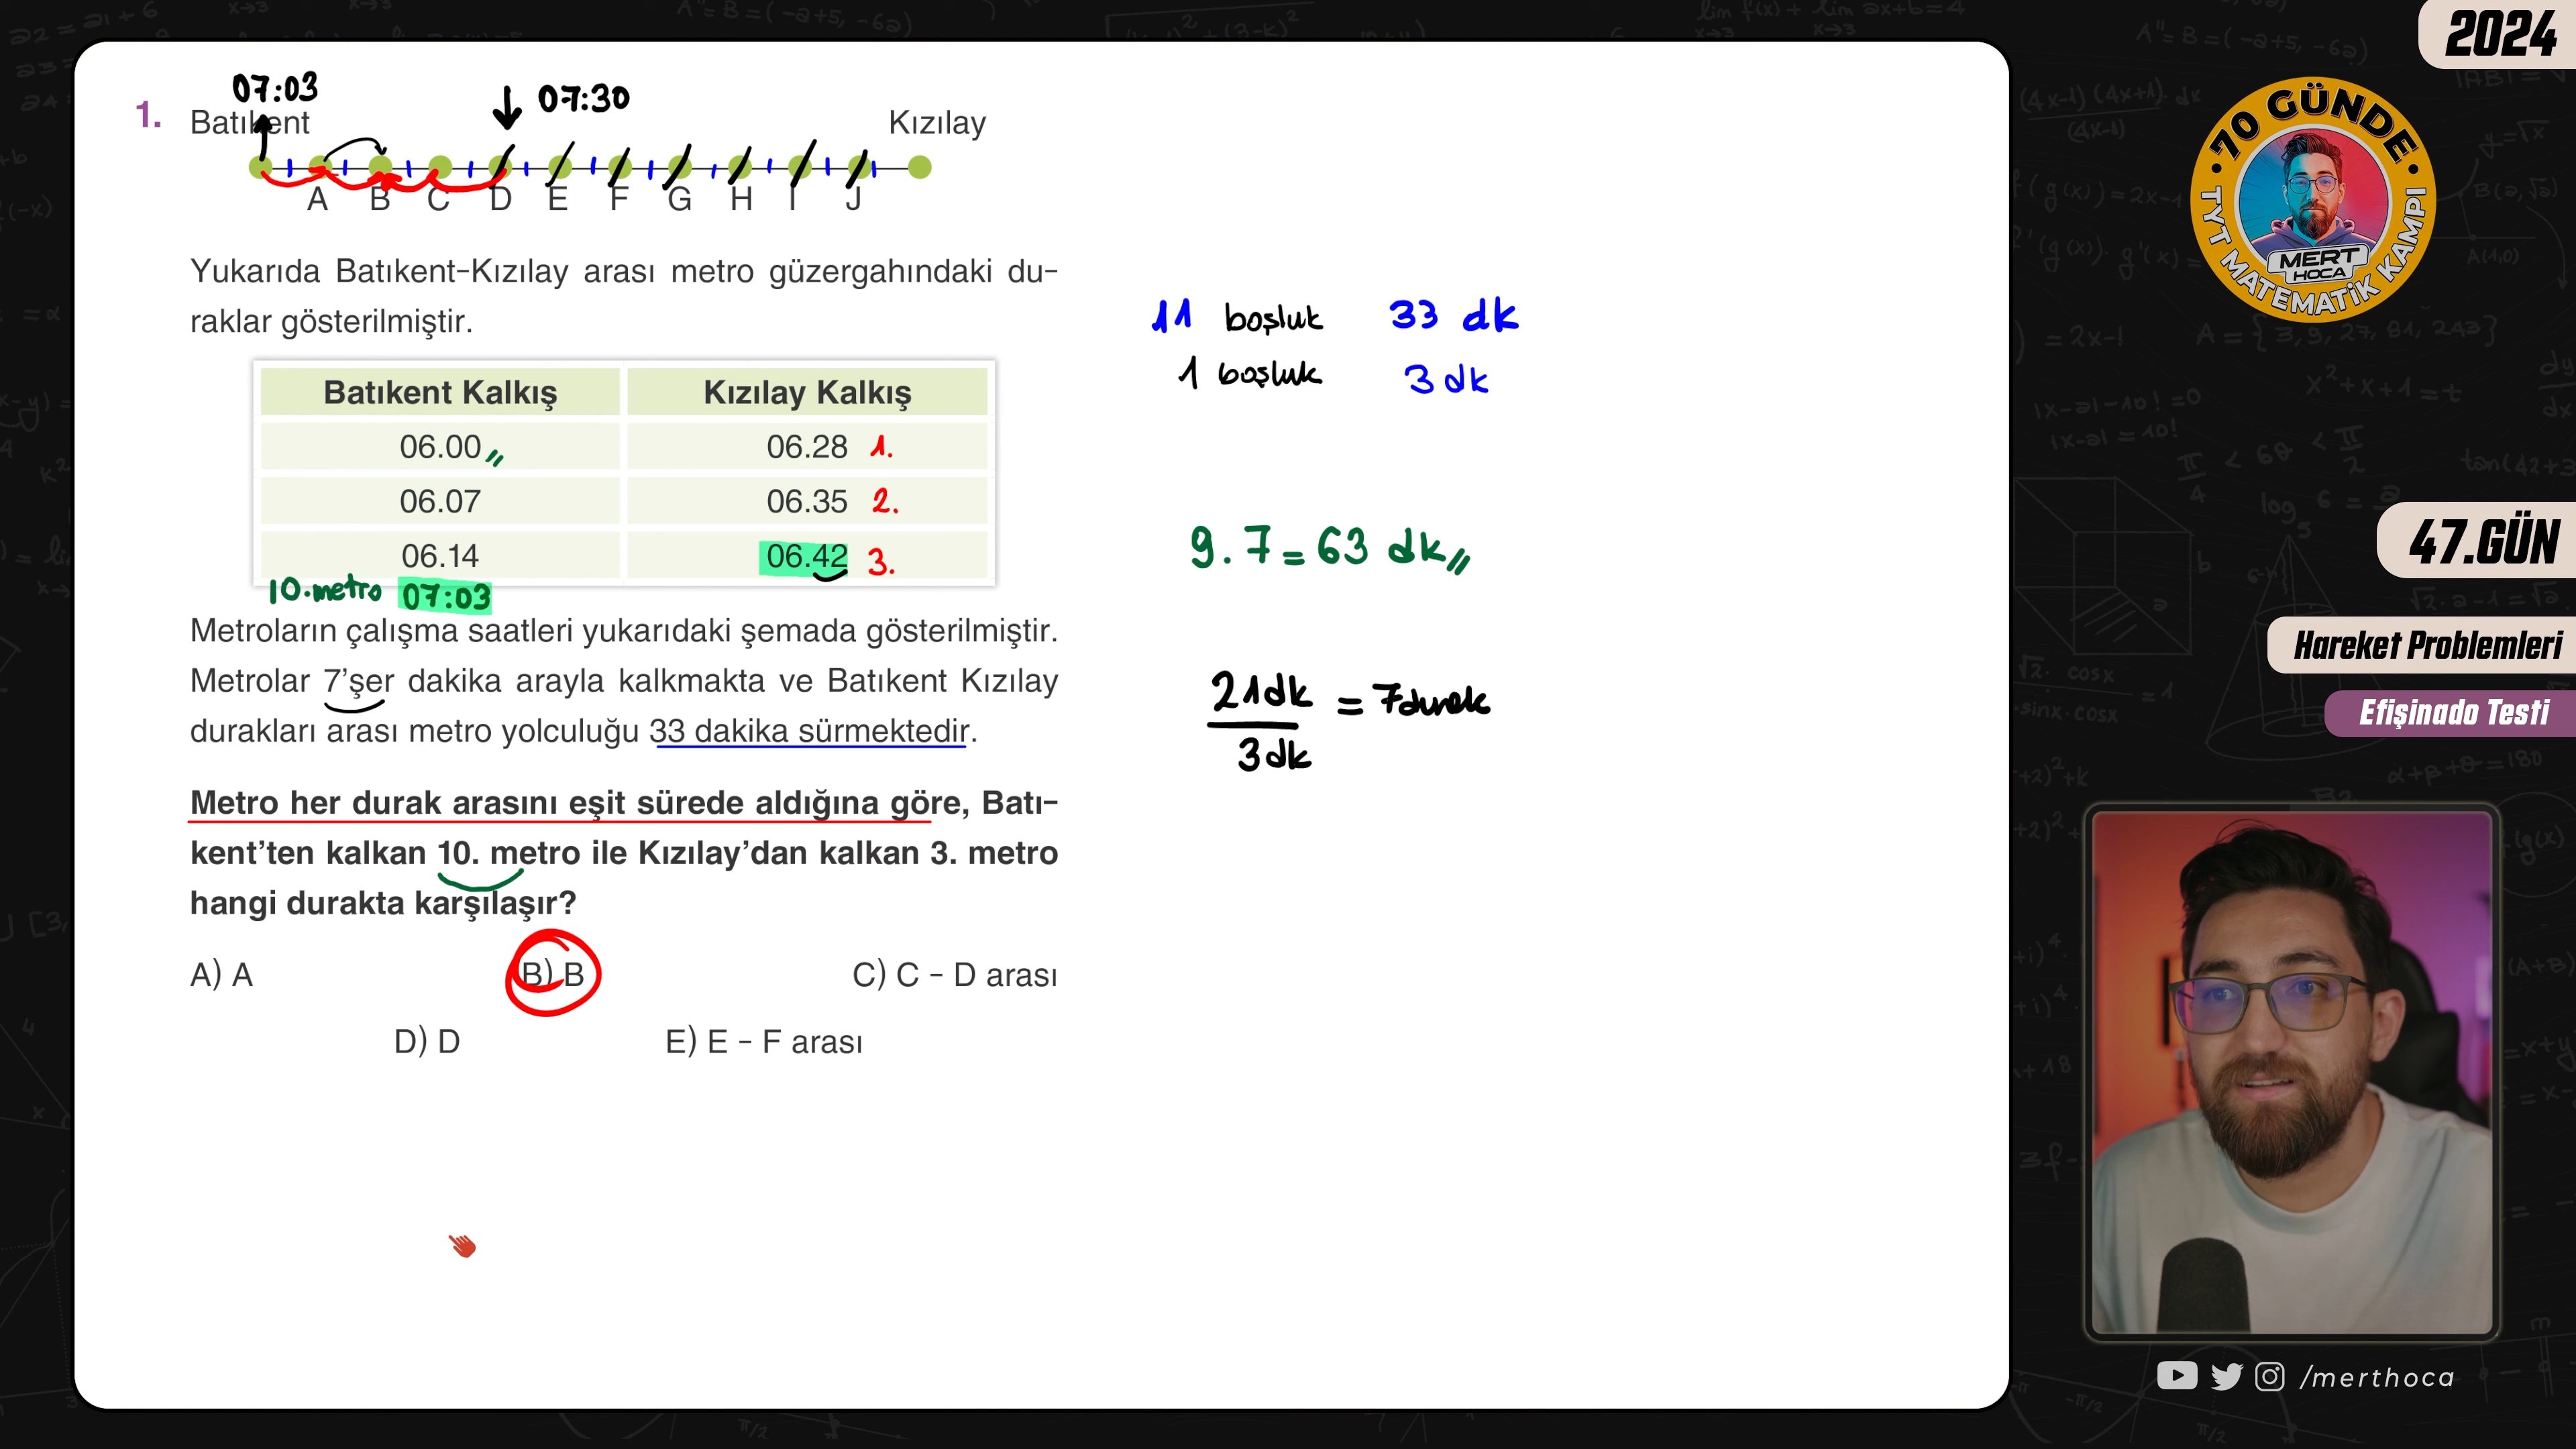 2024
70 GÜNDE
MERT
HOCA
TYT MATEMATİK KAMPI
47.GÜN
Hareket Problemleri
Efişinado Testi
07:03
07:30
1. Batıkent
Kızılay
A B C D E F G H I J
Yukarıda Batıkent-Kızılay arası metro güzergahındaki du-
raklar gösterilmiştir.
Batıkent Kalkış Kızılay Kalkış
06.00 06.28 1.
06.07 06.35 2.
06.14 06.42 3.
10.metro 07:03
Metroların çalışma saatleri yukarıdaki şemada gösterilmiştir.
Metrolar 7'şer dakika arayla kalkmakta ve Batıkent Kızılay
durakları arası metro yolculuğu 33 dakika sürmektedir.
Metro her durak arasını eşit sürede aldığına göre, Batı-
kent'ten kalkan 10. metro ile Kızılay'dan kalkan 3. metro
hangi durakta karşılaşır?
A) A B) B C) C - D arası
D) D E) E - F arası
11 boşluk 33 dk
1 boşluk 3 dk
9.7=63 dk
21dk = 7durak
3dk
/merthoca